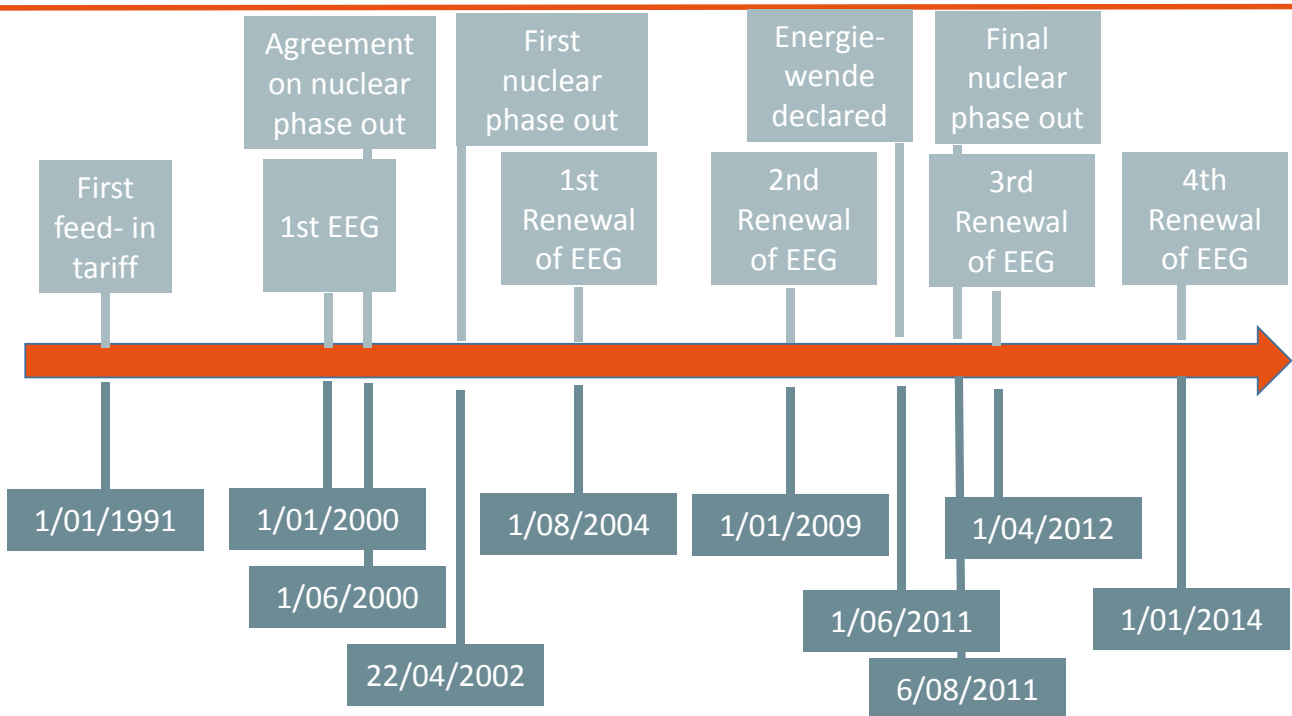 Agreement
on nuclear
phase out
First
nuclear
phase out
Energie-
wende
declared
Final
nuclear
phase out
First
feed- in
tariff
1st EEG
1st
Renewal
of EEG
2nd
Renewal
of EEG
3rd
Renewal
of EEG
4th
Renewal
of EEG
1/01/1991
1/01/2000
1/08/2004
1/01/2009
1/04/2012
1/06/2000
1/06/2011
1/01/2014
22/04/2002
6/08/2011